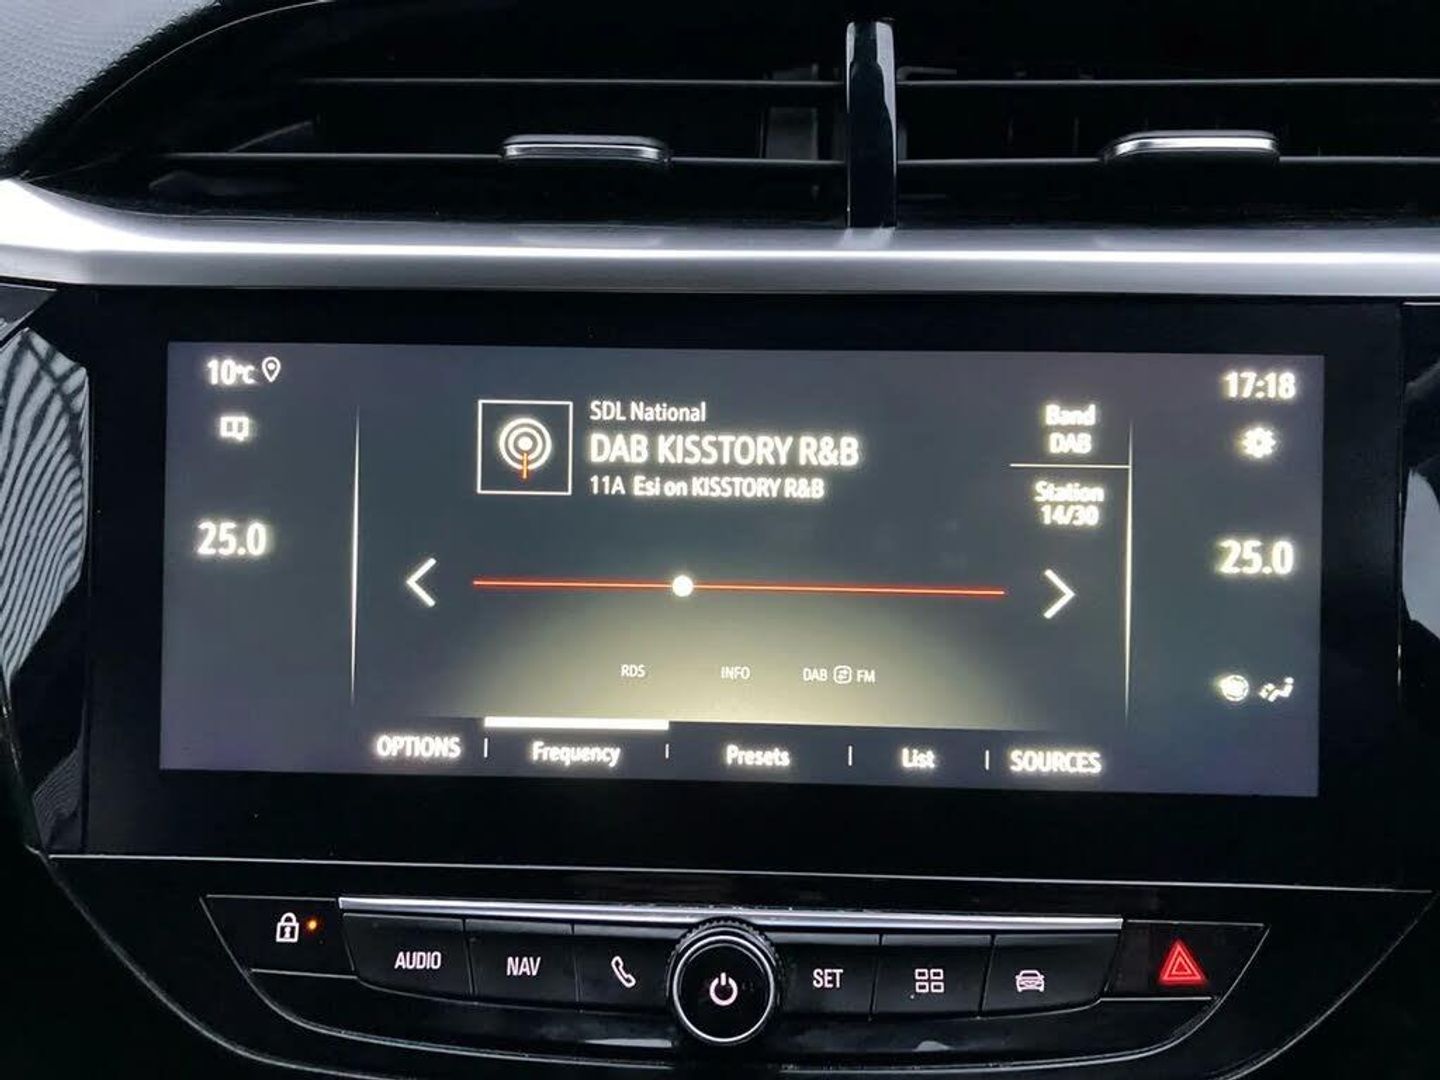 10°C
17:18
SDL National
DAB KISSTORY R&B
11A Esi on KISSTORY R&B
Band
DAB
Station
14/30
25.0
25.0
RDS
INFO
DAB FM
OPTIONS
Frequency
Presets
List
SOURCES
AUDIO
NAV
SET